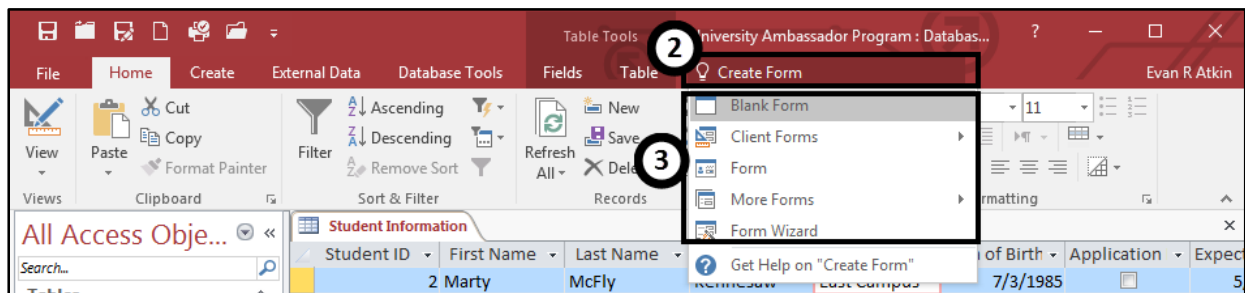 Table Tools
University Ambassador Program : Databas...
?
2
File Home Create External Data Database Tools Fields Table Create Form Evan R Atkin
View
Paste
Cut
Copy
Format Painter
Filter
Ascending
Descending
Remove Sort
Refresh All
New
Save
3
Blank Form
Client Forms
Form
More Forms
Form Wizard
Get Help on "Create Form"
11
Views Clipboard Sort & Filter Records
All Access Obje...
Search...
Student Information
Student ID First Name Last Name of Birth Application
2 Marty McFly 7/3/1985